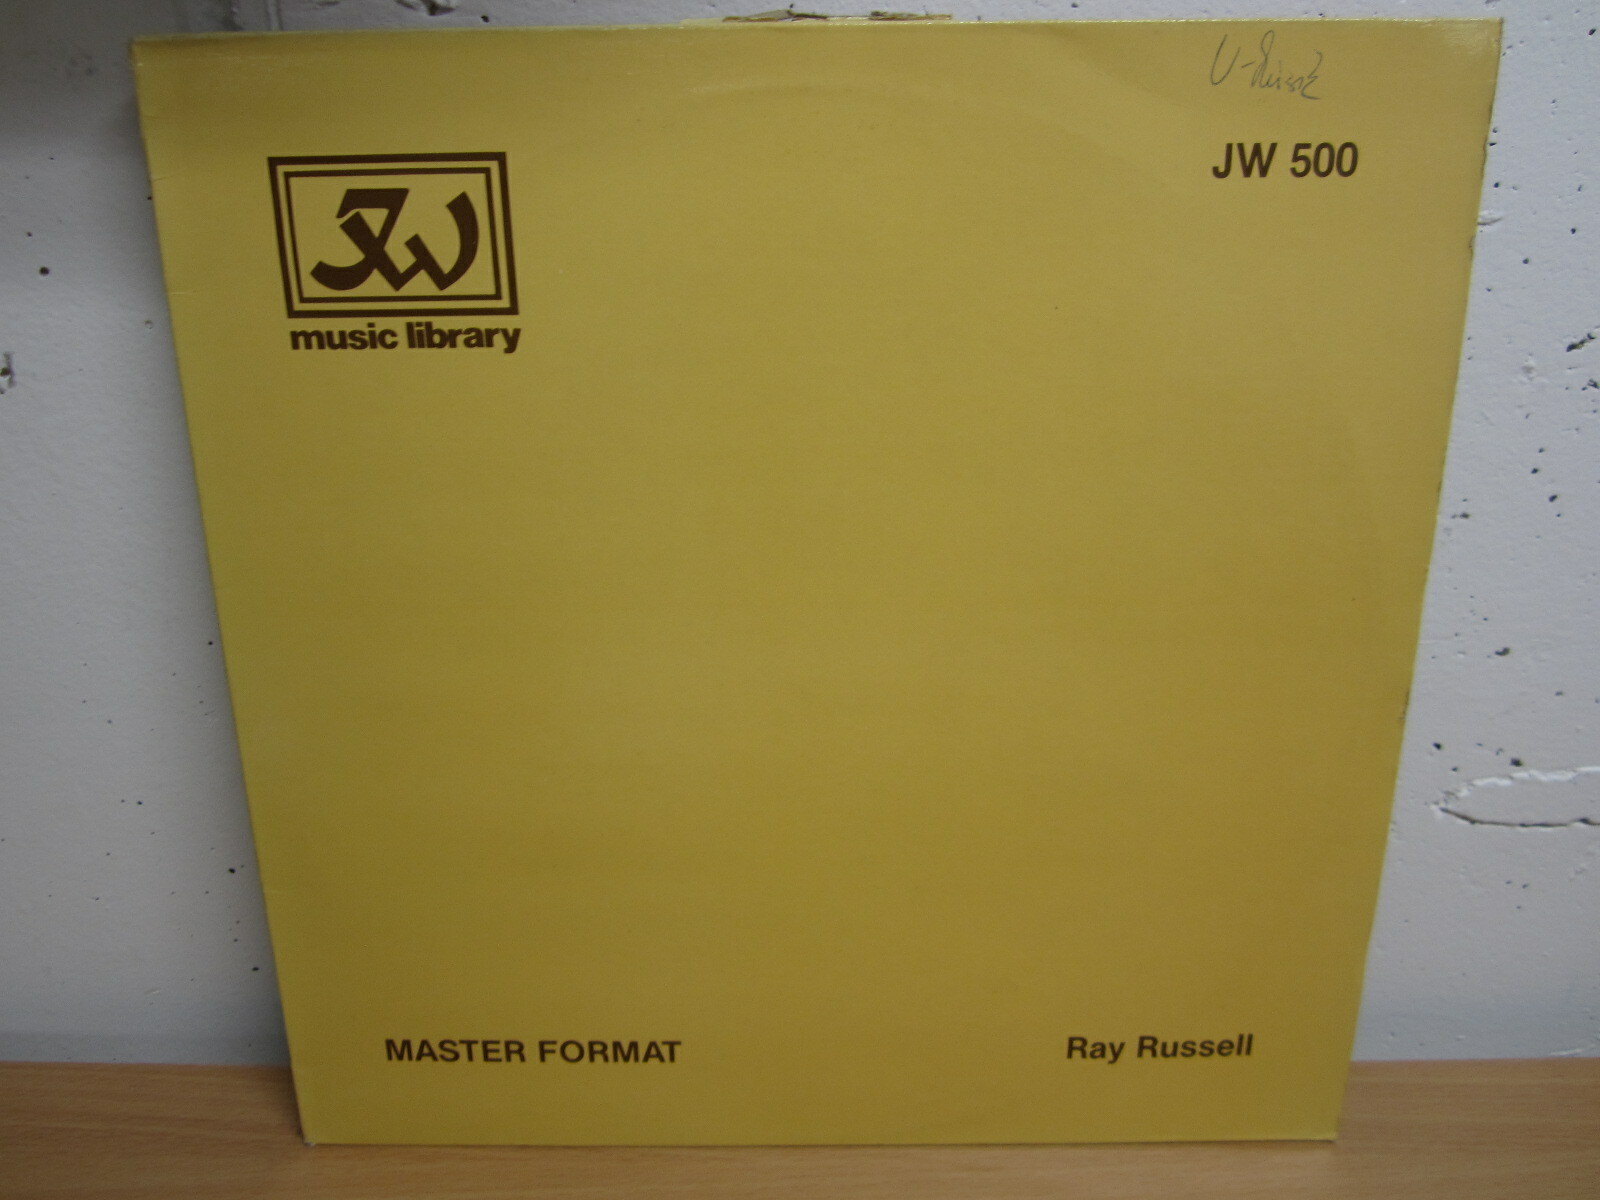 JW 500
JW
music library
MASTER FORMAT
Ray Russell